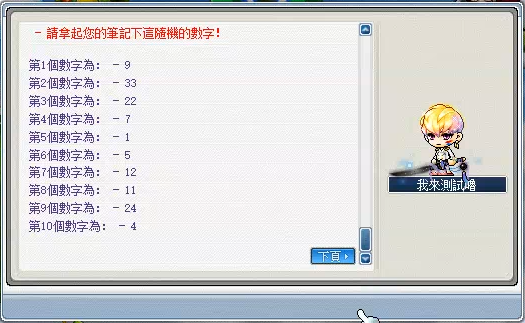 - 請拿起您的筆記下這隨機的數字!
第1個數字為: - 9
第2個數字為: - 33
第3個數字為: - 22
第4個數字為: - 7
第5個數字為: - 1
第6個數字為: - 5
第7個數字為: - 12
第8個數字為: - 11
第9個數字為: - 24
第10個數字為: - 4
下頁
我來測試嚕